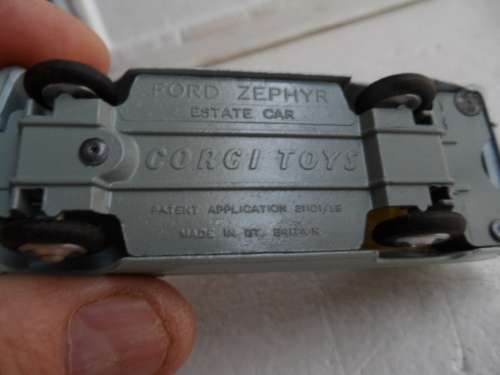 FORD ZEPHYR
ESTATE CAR
CORGI TOYS
PATENT APPLICATION
MADE IN GT. BRITAIN